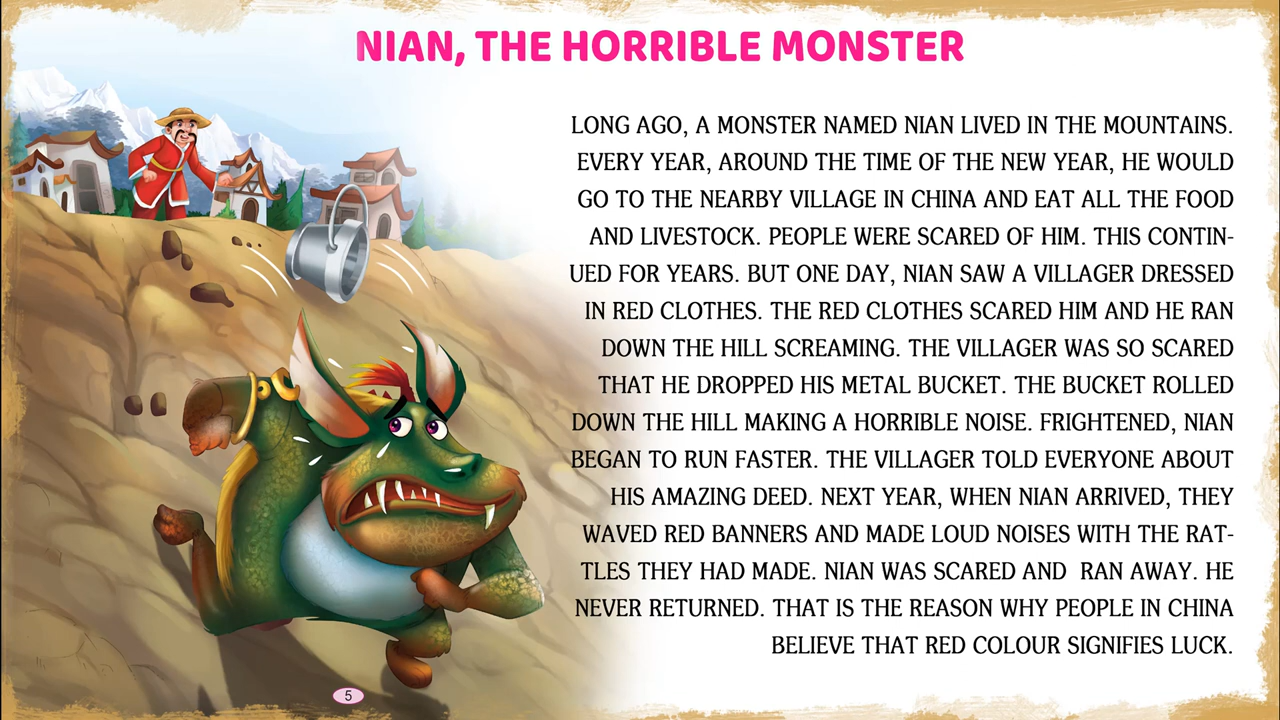 NIAN, THE HORRIBLE MONSTER
LONG AGO, A MONSTER NAMED NIAN LIVED IN THE MOUNTAINS.
EVERY YEAR, AROUND THE TIME OF THE NEW YEAR, HE WOULD
GO TO THE NEARBY VILLAGE IN CHINA AND EAT ALL THE FOOD
AND LIVESTOCK. PEOPLE WERE SCARED OF HIM. THIS CONTIN-
UED FOR YEARS. BUT ONE DAY, NIAN SAW A VILLAGER DRESSED
IN RED CLOTHES. THE RED CLOTHES SCARED HIM AND HE RAN
DOWN THE HILL SCREAMING. THE VILLAGER WAS SO SCARED
THAT HE DROPPED HIS METAL BUCKET. THE BUCKET ROLLED
DOWN THE HILL MAKING A HORRIBLE NOISE. FRIGHTENED, NIAN
BEGAN TO RUN FASTER. THE VILLAGER TOLD EVERYONE ABOUT
HIS AMAZING DEED. NEXT YEAR, WHEN NIAN ARRIVED, THEY
WAVED RED BANNERS AND MADE LOUD NOISES WITH THE RAT-
TLES THEY HAD MADE. NIAN WAS SCARED AND  RAN AWAY. HE
NEVER RETURNED. THAT IS THE REASON WHY PEOPLE IN CHINA
BELIEVE THAT RED COLOUR SIGNIFIES LUCK.
5